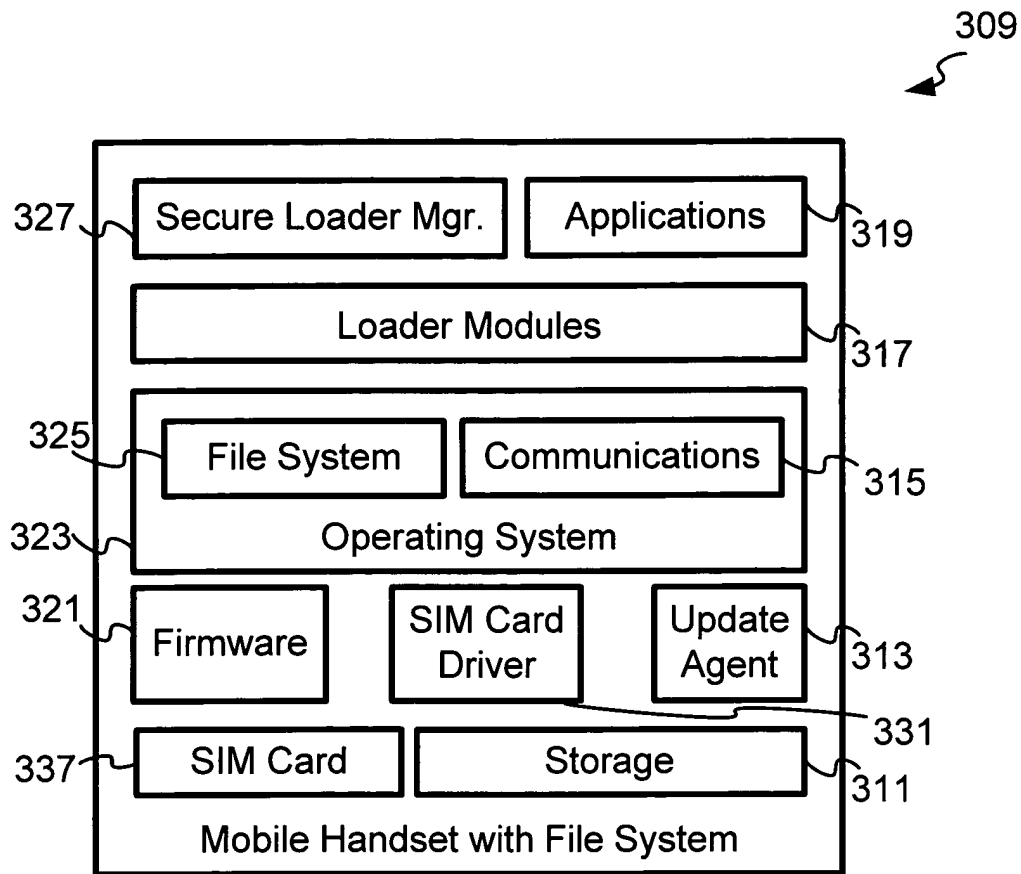 309
327
Secure Loader Mgr.
Applications
319
Loader Modules
317
325
File System
Communications
315
323
Operating System
321
Firmware
SIM Card
Driver
Update
Agent
313
331
337
SIM Card
Storage
311
Mobile Handset with File System